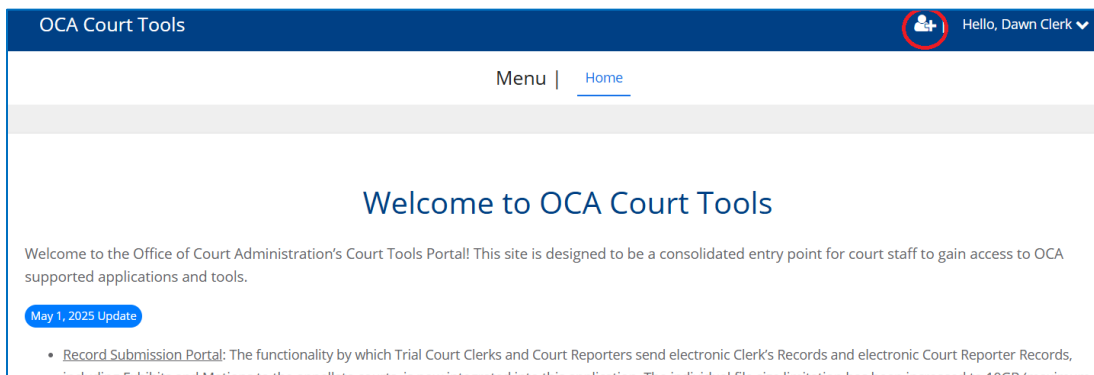 OCA Court Tools Hello, Dawn Clerk
Menu | Home
Welcome to OCA Court Tools
Welcome to the Office of Court Administration’s Court Tools Portal! This site is designed to be a consolidated entry point for court staff to gain access to OCA
supported applications and tools.
May 1, 2025 Update
• Record Submission Portal: The functionality by which Trial Court Clerks and Court Reporters send electronic Clerk’s Records and electronic Court Reporter Records,